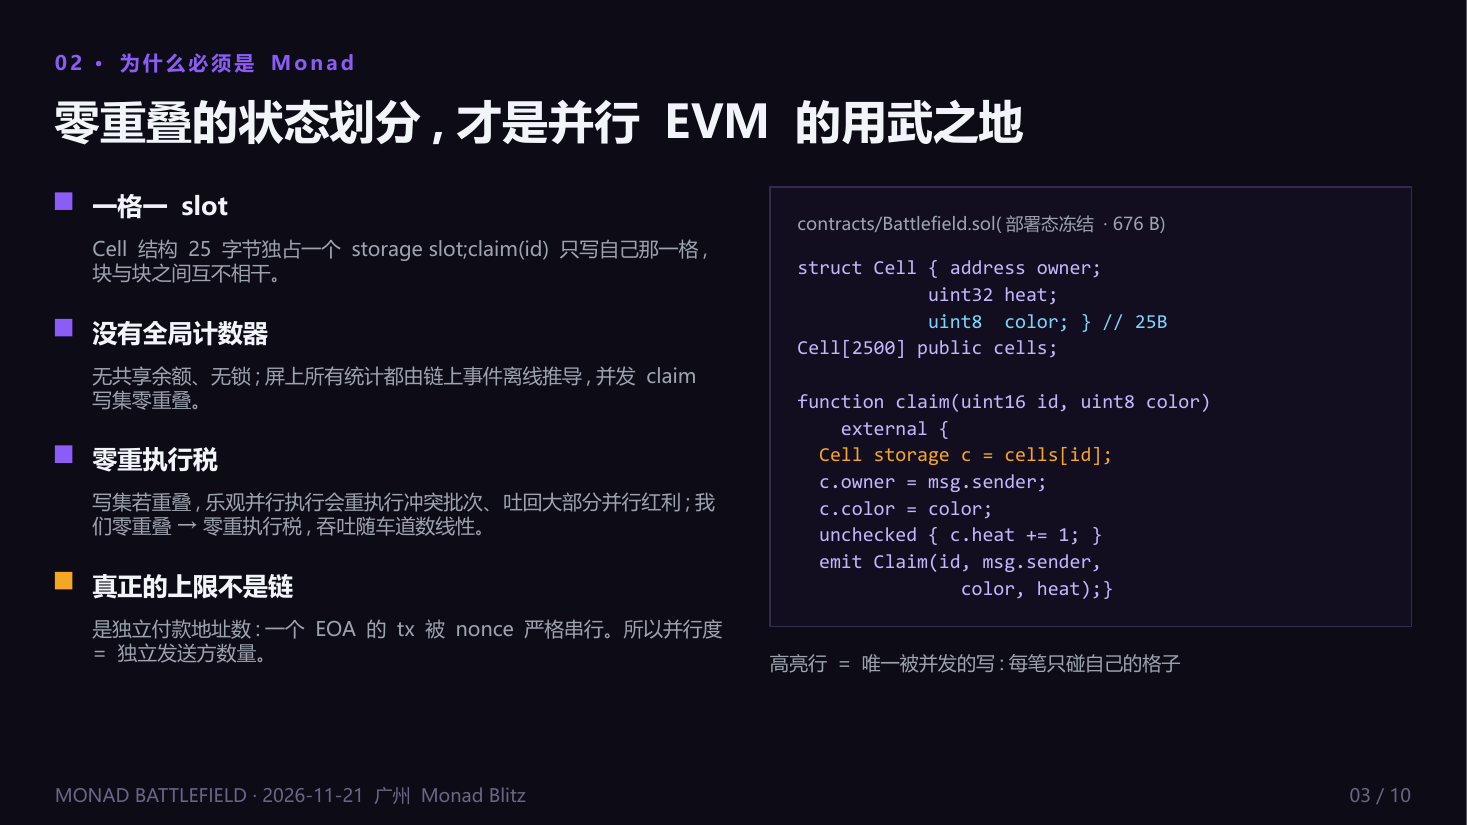 02 · 为什么必须是 Monad
零重叠的状态划分,才是并行 EVM 的用武之地
一格一 slot
Cell 结构 25 字节独占一个 storage slot;claim(id) 只写自己那一格,
块与块之间互不相干。
没有全局计数器
无共享余额、无锁;屏上所有统计都由链上事件离线推导,并发 claim
写集零重叠。
零重执行税
写集若重叠,乐观并行执行会重执行冲突批次、吐回大部分并行红利;我
们零重叠 → 零重执行税,吞吐随车道数线性。
真正的上限不是链
是独立付款地址数:一个 EOA 的 tx 被 nonce 严格串行。所以并行度
= 独立发送方数量。
contracts/Battlefield.sol(部署态冻结 · 676 B)
struct Cell { address owner;
uint32 heat;
uint8  color; } // 25B
Cell[2500] public cells;
function claim(uint16 id, uint8 color)
external {
Cell storage c = cells[id];
c.owner = msg.sender;
c.color = color;
unchecked { c.heat += 1; }
emit Claim(id, msg.sender,
color, heat);}
高亮行 = 唯一被并发的写:每笔只碰自己的格子
MONAD BATTLEFIELD · 2026-11-21 广州 Monad Blitz
03 / 10